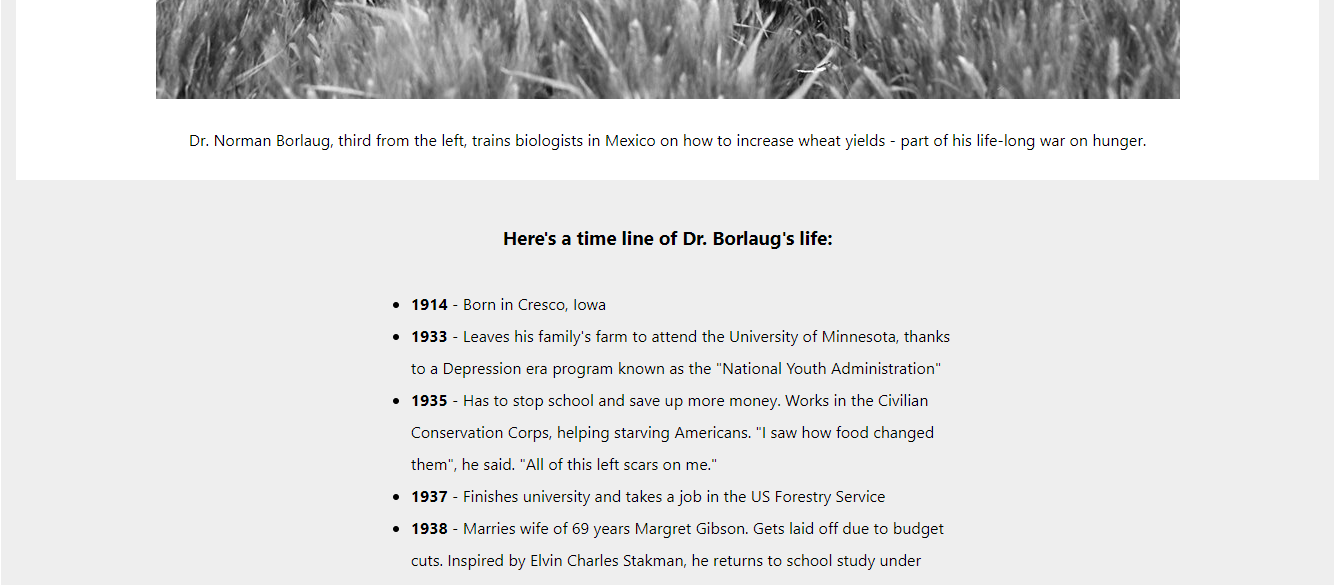 Dr. Norman Borlaug, third from the left, trains biologists in Mexico on how to increase wheat yields - part of his life-long war on hunger.
Here's a time line of Dr. Borlaug's life:
• 1914 - Born in Cresco, Iowa
• 1933 - Leaves his family's farm to attend the University of Minnesota, thanks
to a Depression era program known as the "National Youth Administration"
• 1935 - Has to stop school and save up more money. Works in the Civilian
Conservation Corps, helping starving Americans. "I saw how food changed
them", he said. "All of this left scars on me."
• 1937 - Finishes university and takes a job in the US Forestry Service
• 1938 - Marries wife of 69 years Margret Gibson. Gets laid off due to budget
cuts. Inspired by Elvin Charles Stakman, he returns to school study under